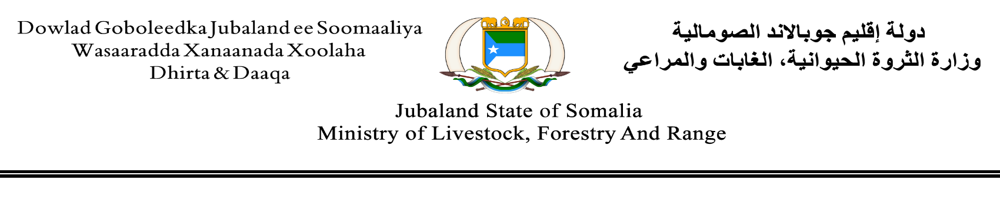 Dowlad Goboleedka Jubaland ee Soomaaliya
Wasaaradda Xanaanada Xoolaha
Dhirta & Daaqa
دولة إقليم جوبالاند الصومالية
وزارة الثروة الحيوانية، الغابات والمراعي
Jubaland State of Somalia
Ministry of Livestock, Forestry And Range